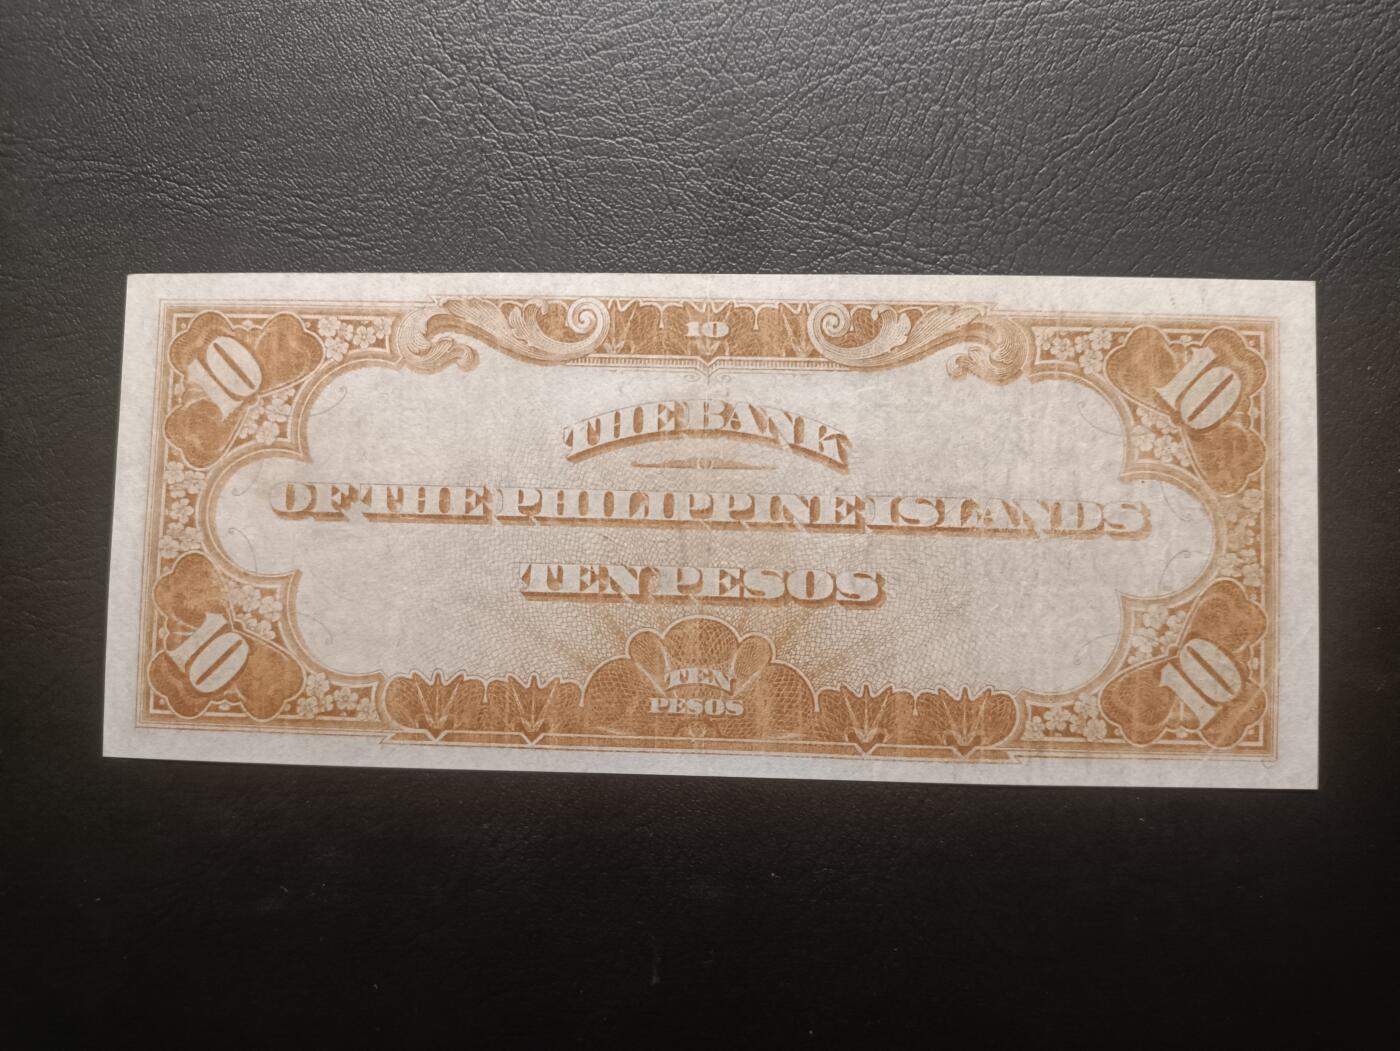 10
10
10
THE BANK
OF THE PHILIPPINE ISLANDS
TEN PESOS
10
TEN
PESOS
10